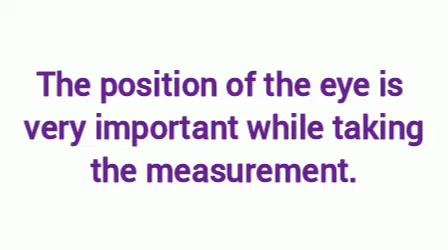 The position of the eye is
very important while taking
the measurement.